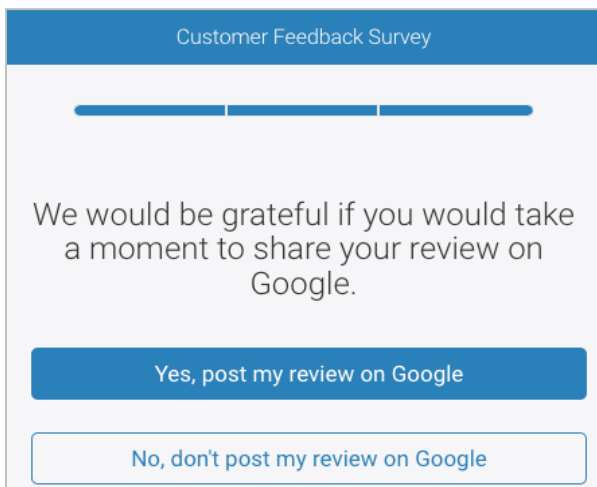 Customer Feedback Survey
We would be grateful if you would take
a moment to share your review on
Google.
Yes, post my review on Google
No, don't post my review on Google